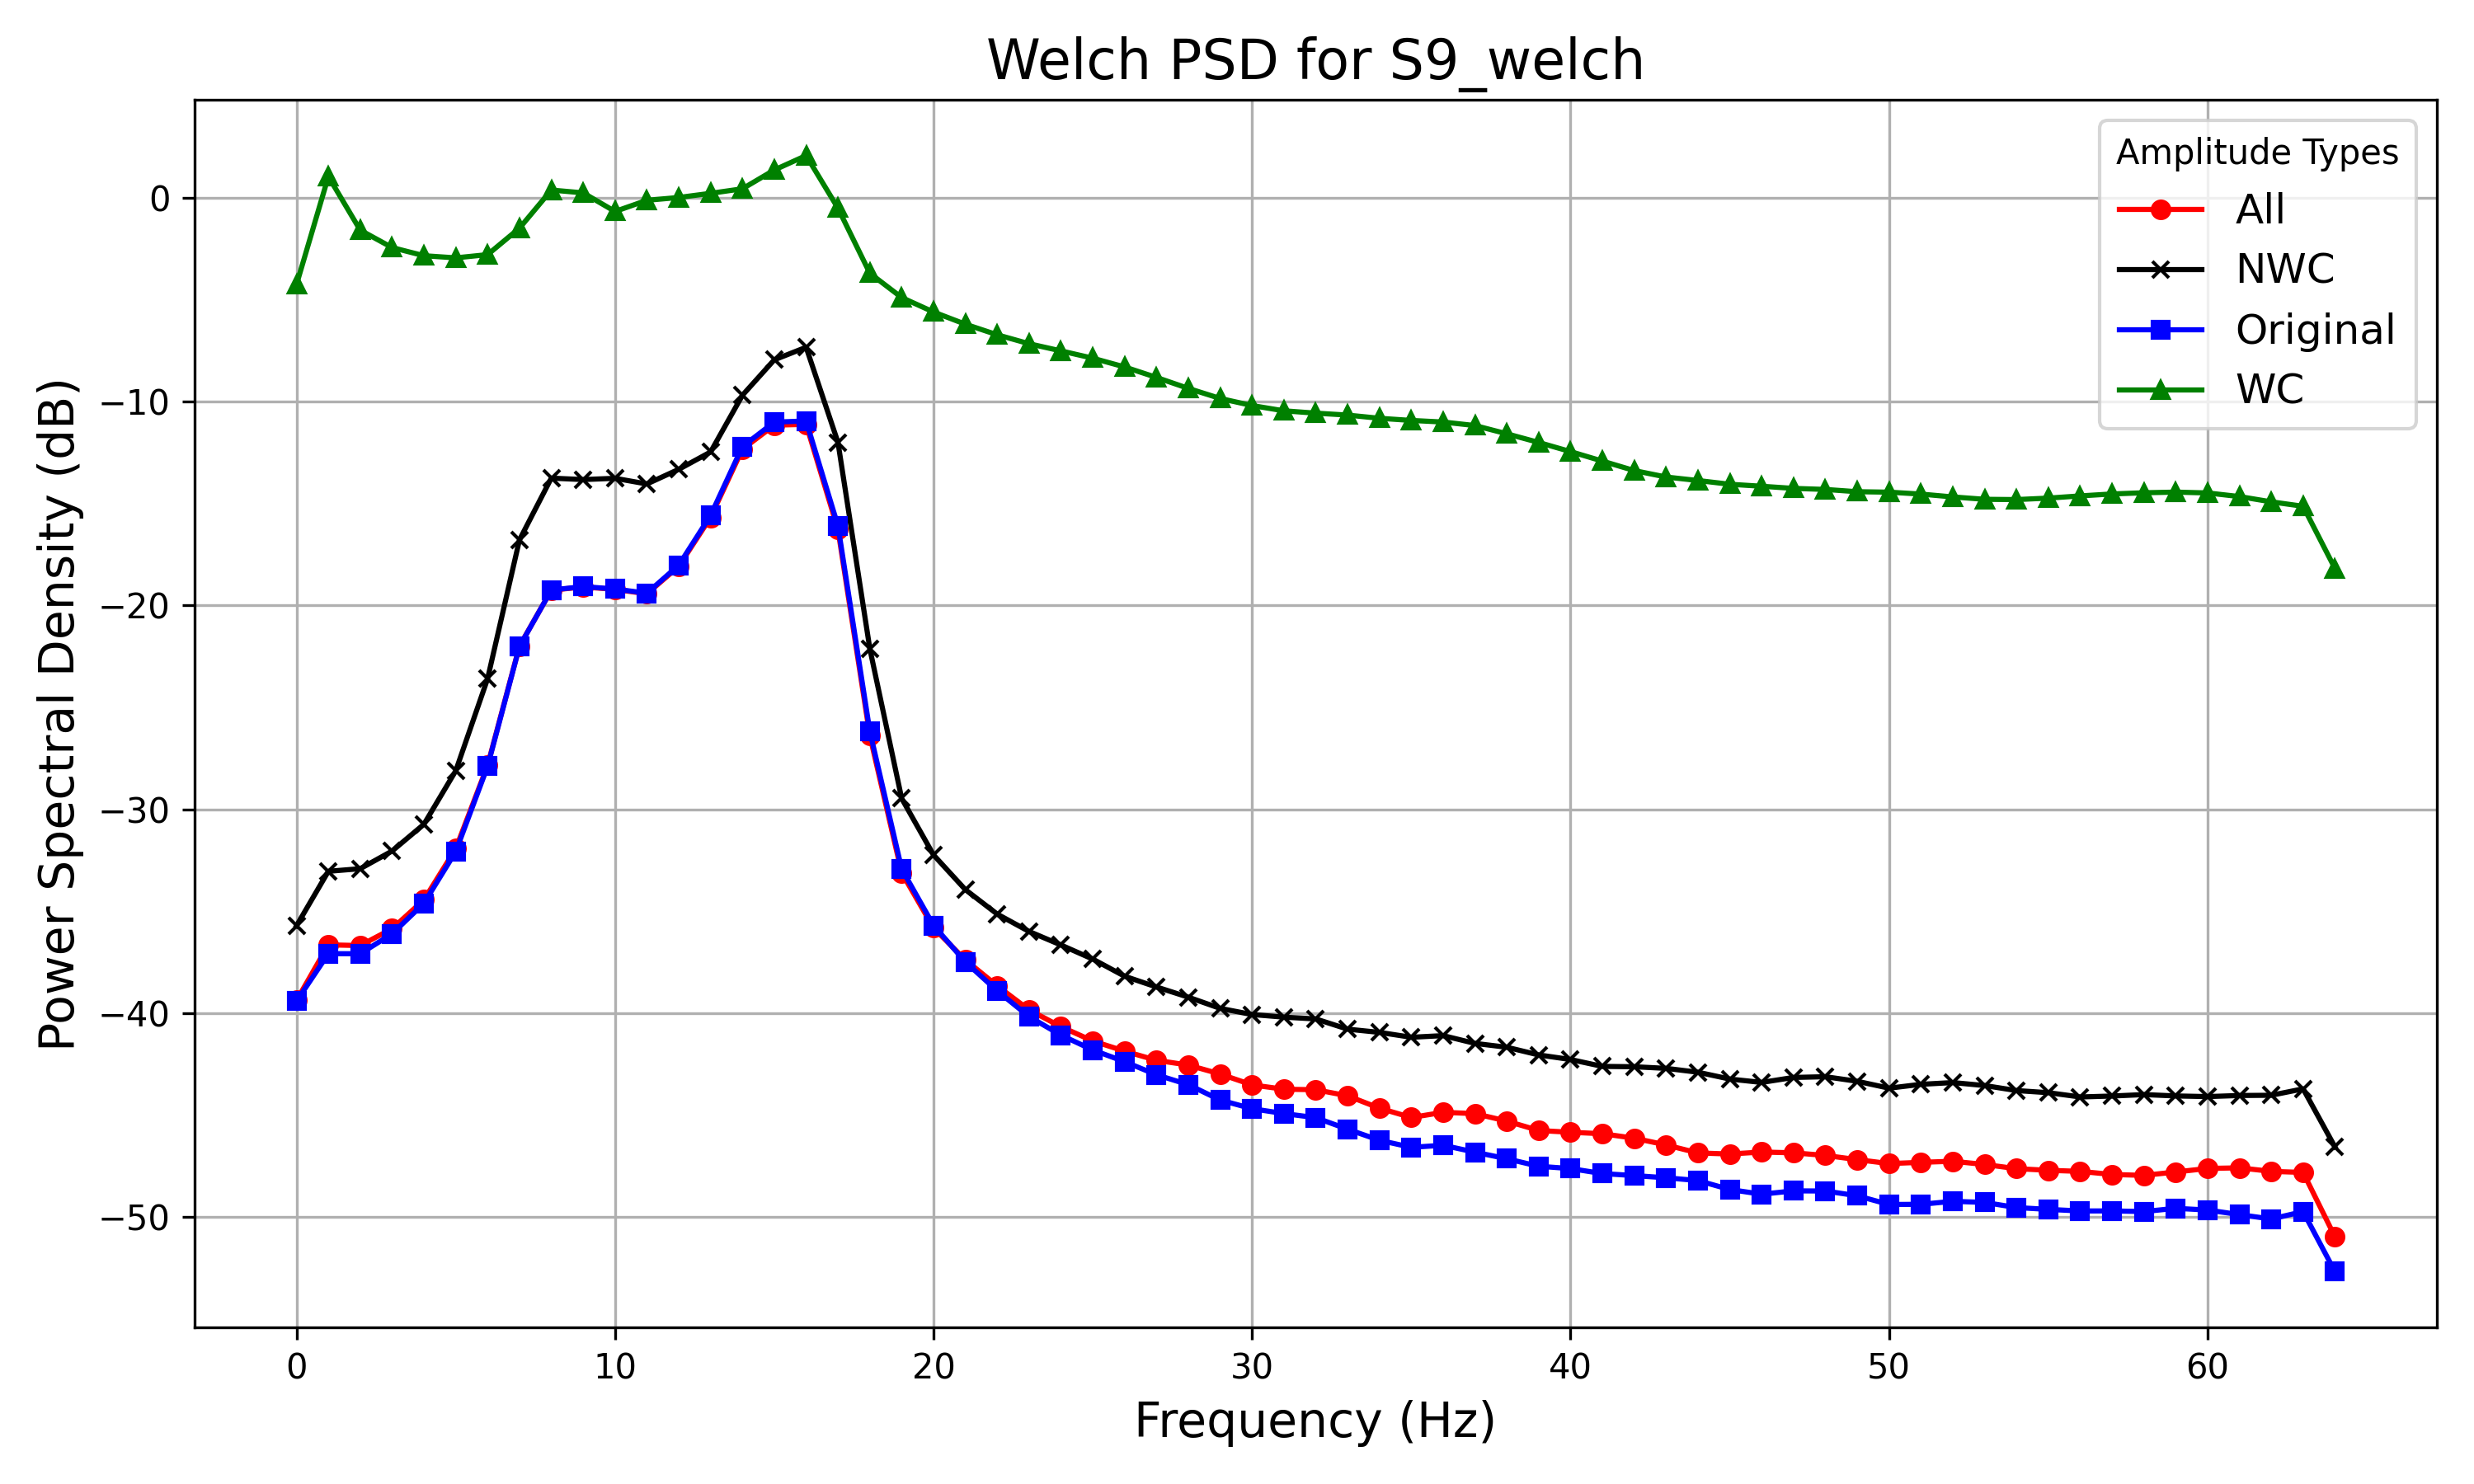 Welch PSD for S9_welch
Amplitude Types
All
NWC
Original
WC
Power Spectral Density (dB)
0
−10
−20
−30
−40
−50
0 10 20 30 40 50 60
Frequency (Hz)